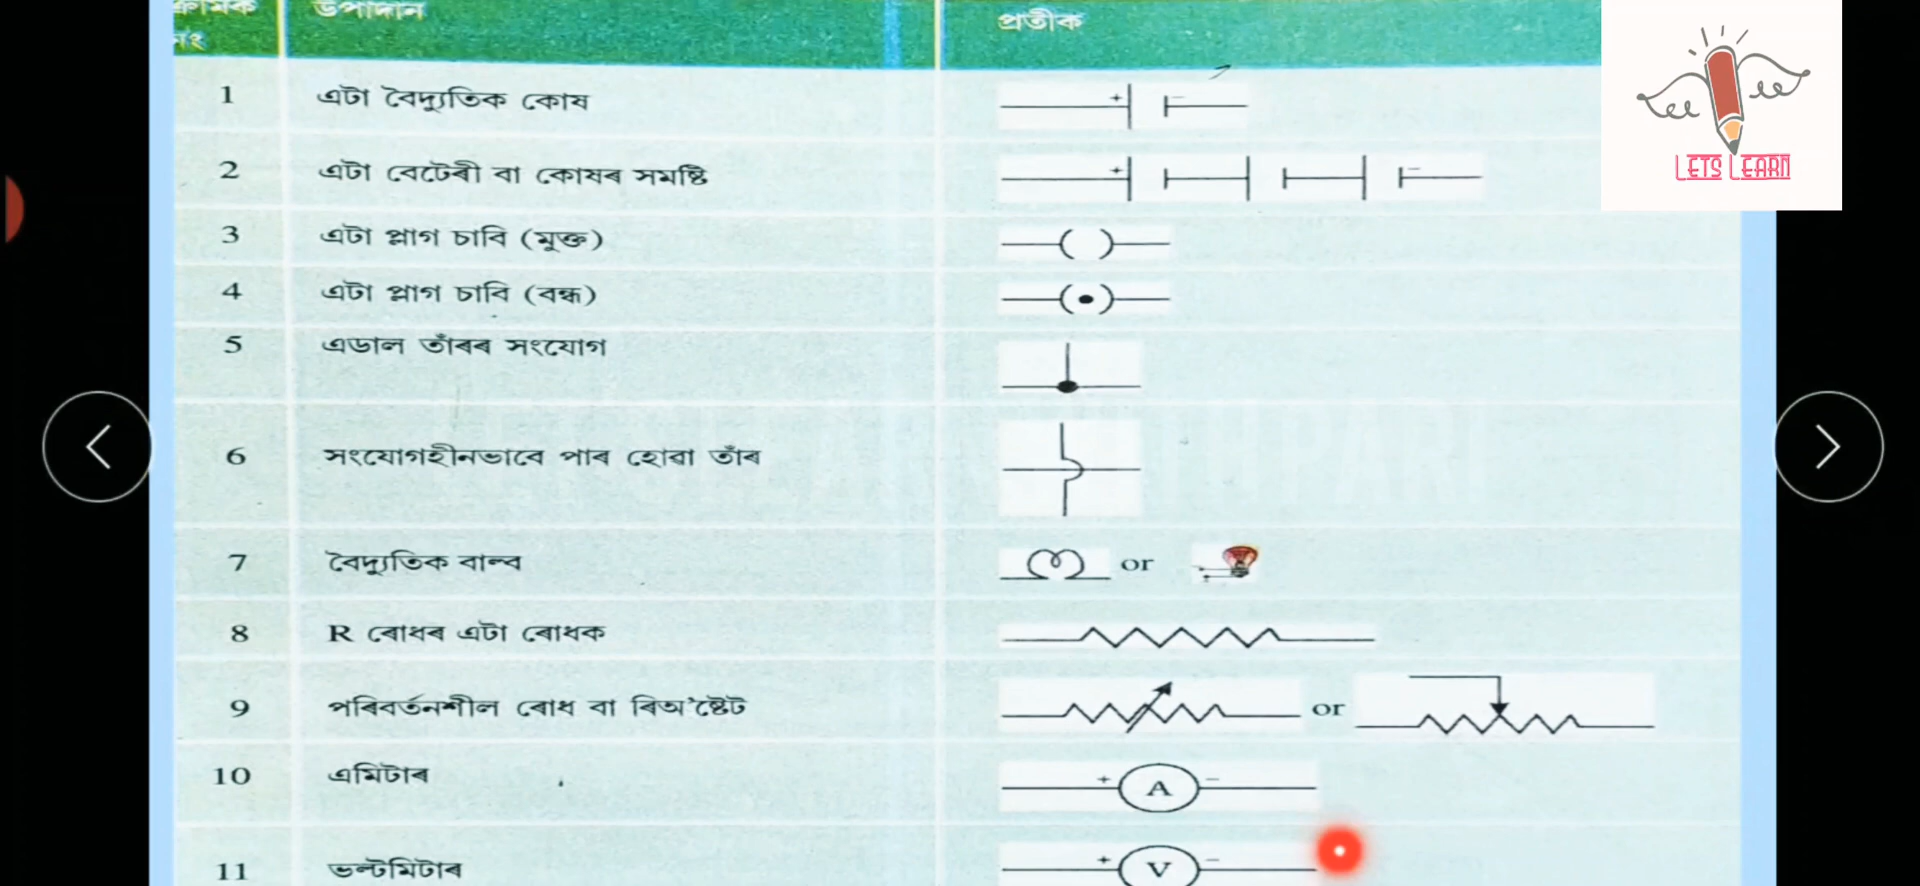 ক্ৰমিক উপাদান প্ৰতীক
নং
1 এটা বৈদ্যুতিক কোষ + −
2 এটা বেটেৰী বা কোষৰ সমষ্টি + −
LETS LEARN
3 এটা প্লাগ চাবি (মুক্ত)
4 এটা প্লাগ চাবি (বন্ধ)
5 এডাল তাঁৰৰ সংযোগ
6 সংযোগহীনভাবে পাৰ হোৱা তাঁৰ
7 বৈদ্যুতিক বাল্ব or
8 R ৰোধৰ এটা ৰোধক
9 পৰিবৰ্তনশীল ৰোধ বা ৰিঅ'ষ্টেট or
10 এমিটাৰ + A −
11 ভল্টমিটাৰ + V −